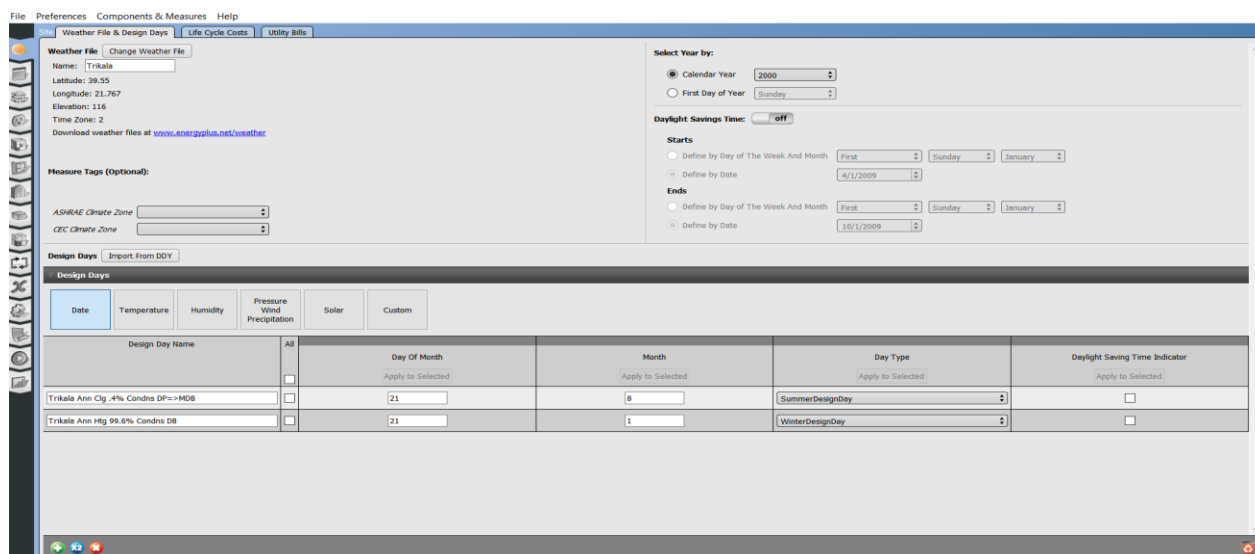 File Preferences Components & Measures Help
Site Weather File & Design Days Life Cycle Costs Utility Bills
Weather File Change Weather File
Name: Trikala
Latitude: 39.55
Longitude: 21.767
Elevation: 116
Time Zone: 2
Download weather files at www.energyplus.net/weather
Measure Tags (Optional):
ASHRAE Climate Zone
CEC Climate Zone
Select Year by:
Calendar Year 2000
First Day of Year Sunday
Daylight Savings Time: off
Starts
Define by Day of The Week And Month First Sunday January
Define by Date 4/1/2009
Ends
Define by Day of The Week And Month First Sunday January
Define by Date 10/1/2009
Design Days Import From DDY
Design Days
Date Temperature Humidity Pressure Wind Precipitation Solar Custom
Design Day Name All Day Of Month Month Day Type Daylight Saving Time Indicator
Apply to Selected Apply to Selected Apply to Selected Apply to Selected
Trikala Ann Clg .4% Condns DP=>MDB 21 8 SummerDesignDay
Trikala Ann Htg 99.6% Condns DB 21 1 WinterDesignDay
x2